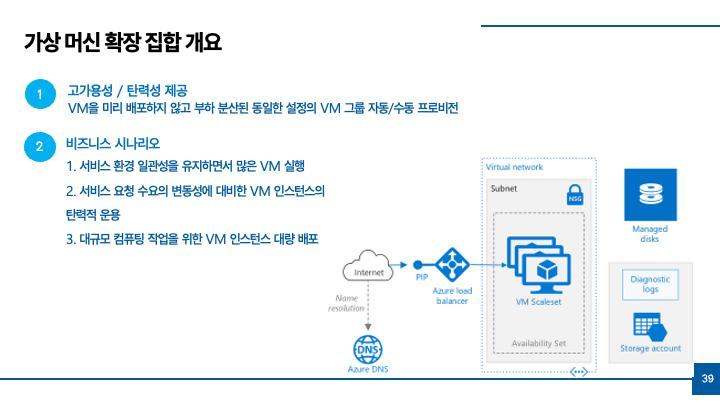 가상 머신 확장 집합 개요
1
고가용성 / 탄력성 제공
VM을 미리 배포하지 않고 부하 분산된 동일한 설정의 VM 그룹 자동/수동 프로비전
2
비즈니스 시나리오
1. 서비스 환경 일관성을 유지하면서 많은 VM 실행
2. 서비스 요청 수요의 변동성에 대비한 VM 인스턴스의
탄력적 운용
3. 대규모 컴퓨팅 작업을 위한 VM 인스턴스 대량 배포
Virtual network
Subnet
NSG
Internet
PIP
Azure load
balancer
VM Scaleset
Availability Set
Name
resolution
DNS
Azure DNS
Managed
disks
Diagnostic
logs
Storage account
39